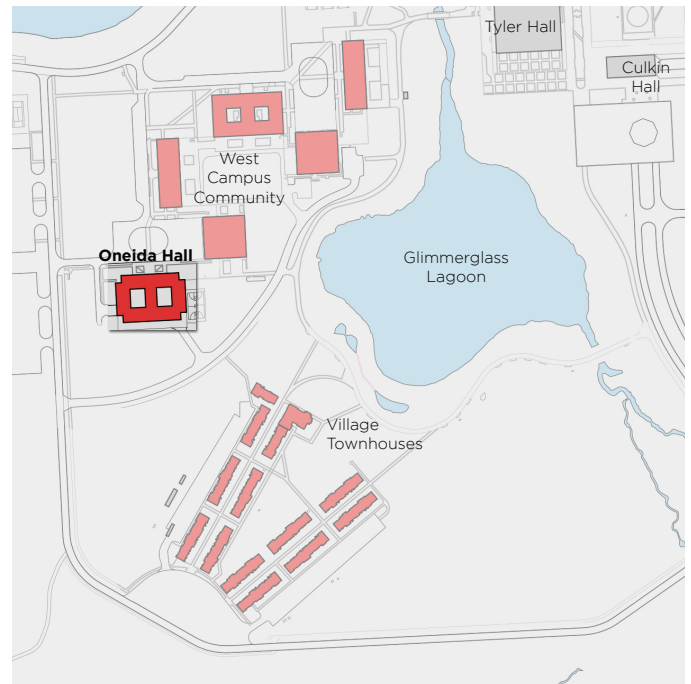 Tyler Hall
Culkin
Hall
West
Campus
Community
Oneida Hall
Glimmerglass
Lagoon
Village
Townhouses